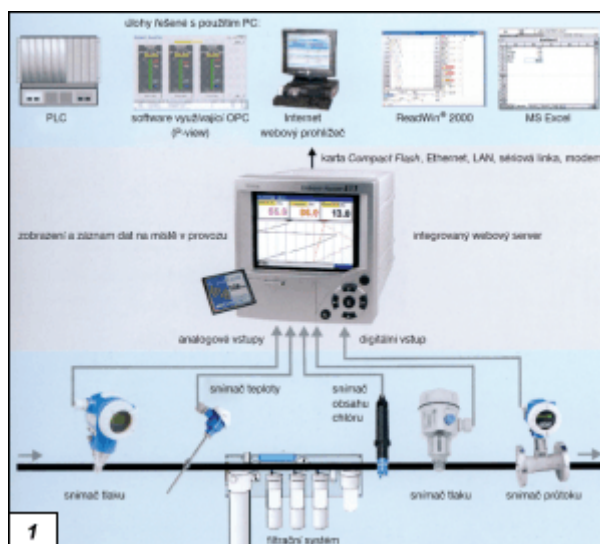 úlohy řešené s použitím PC:
PLC
software využívající OPC
(P-view)
Internet
webový prohlížeč
ReadWin® 2000
MS Excel
karta Compact Flash, Ethernet, LAN, sériová linka, modem
zobrazení a záznam dat na místě v provozu
55.0
13.0
integrovaný webový server
analogové vstupy
digitální vstup
snímač teploty
snímač
obsahu
chlóru
snímač tlaku
snímač tlaku
snímač průtoku
filtrační systém
1